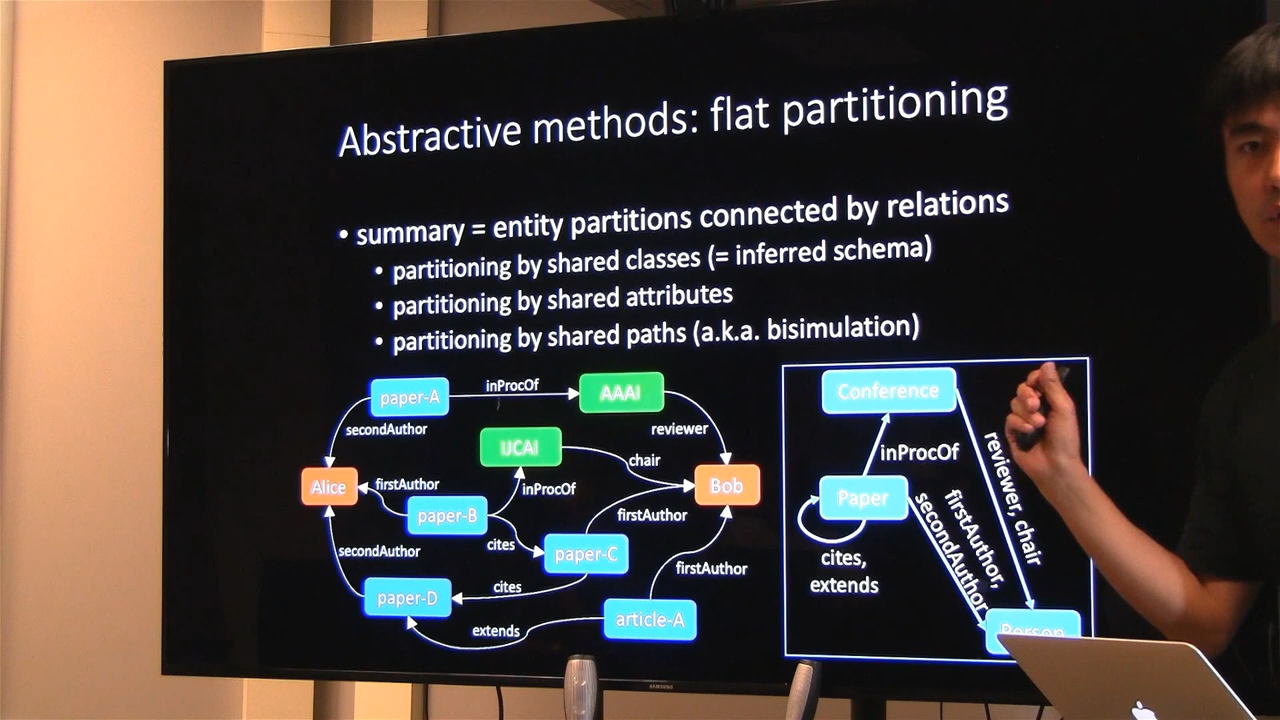 Abstractive methods: flat partitioning
• summary = entity partitions connected by relations
• partitioning by shared classes (= inferred schema)
• partitioning by shared attributes
• partitioning by shared paths (a.k.a. bisimulation)
paper-A
inProcOf
AAAI
secondAuthor
reviewer
IJCAI
chair
Alice
firstAuthor
inProcOf
Bob
paper-B
firstAuthor
cites
paper-C
secondAuthor
firstAuthor
cites
paper-D
article-A
extends
Conference
inProcOf
reviewer, chair
Paper
firstAuthor,
secondAuthor
cites,
extends
Person
SAMSUNG